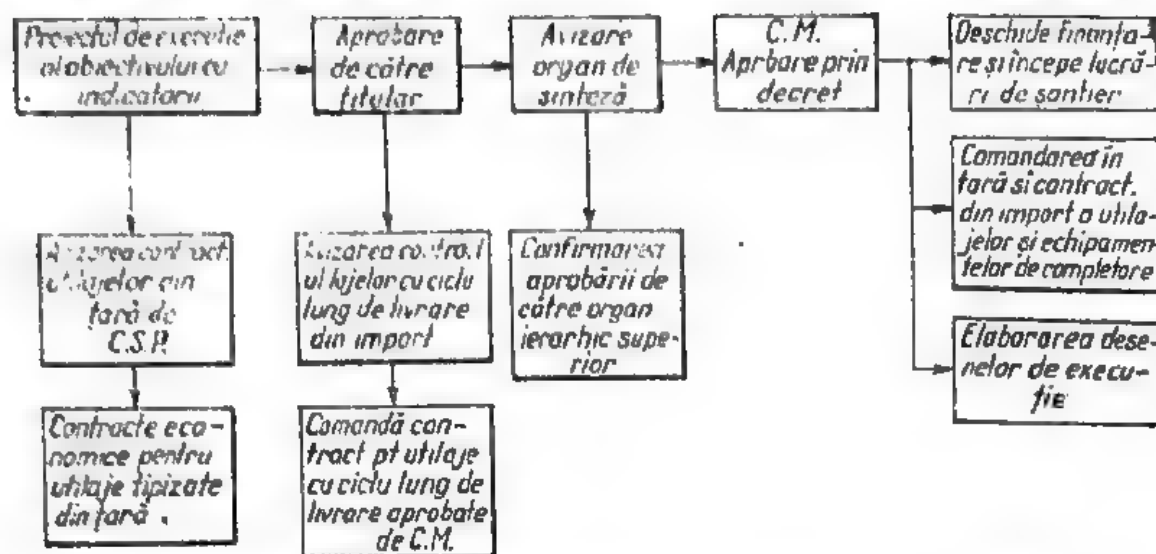 Proiectul de execuție
al obiectivului cu
indicatorii
Aprobare
de către
titular
Avizare
organ de
sinteză
C.M.
Aprbare prin
decret
Deschide finanța-
re și începe lucră-
ri de șantier
Comandarea în
țară si contract.
din import a utila-
jelor și echipamen-
telor de completare
Elaborarea dese-
nelor de execu-
ție
Avizarea contract.
utilajelor din
țară de
C.S.P.
Avizarea contract
utilajelor cu ciclu
lung de livrare
din import
Confirmarea
aprobării de
către organ
ierarhic supe-
rior
Contracte eco-
nomice pentru
utilaje tipizate
din țară.
Comandă con-
tract pt utilaje
cu ciclu lung de
livrare aprobate
de C.M.